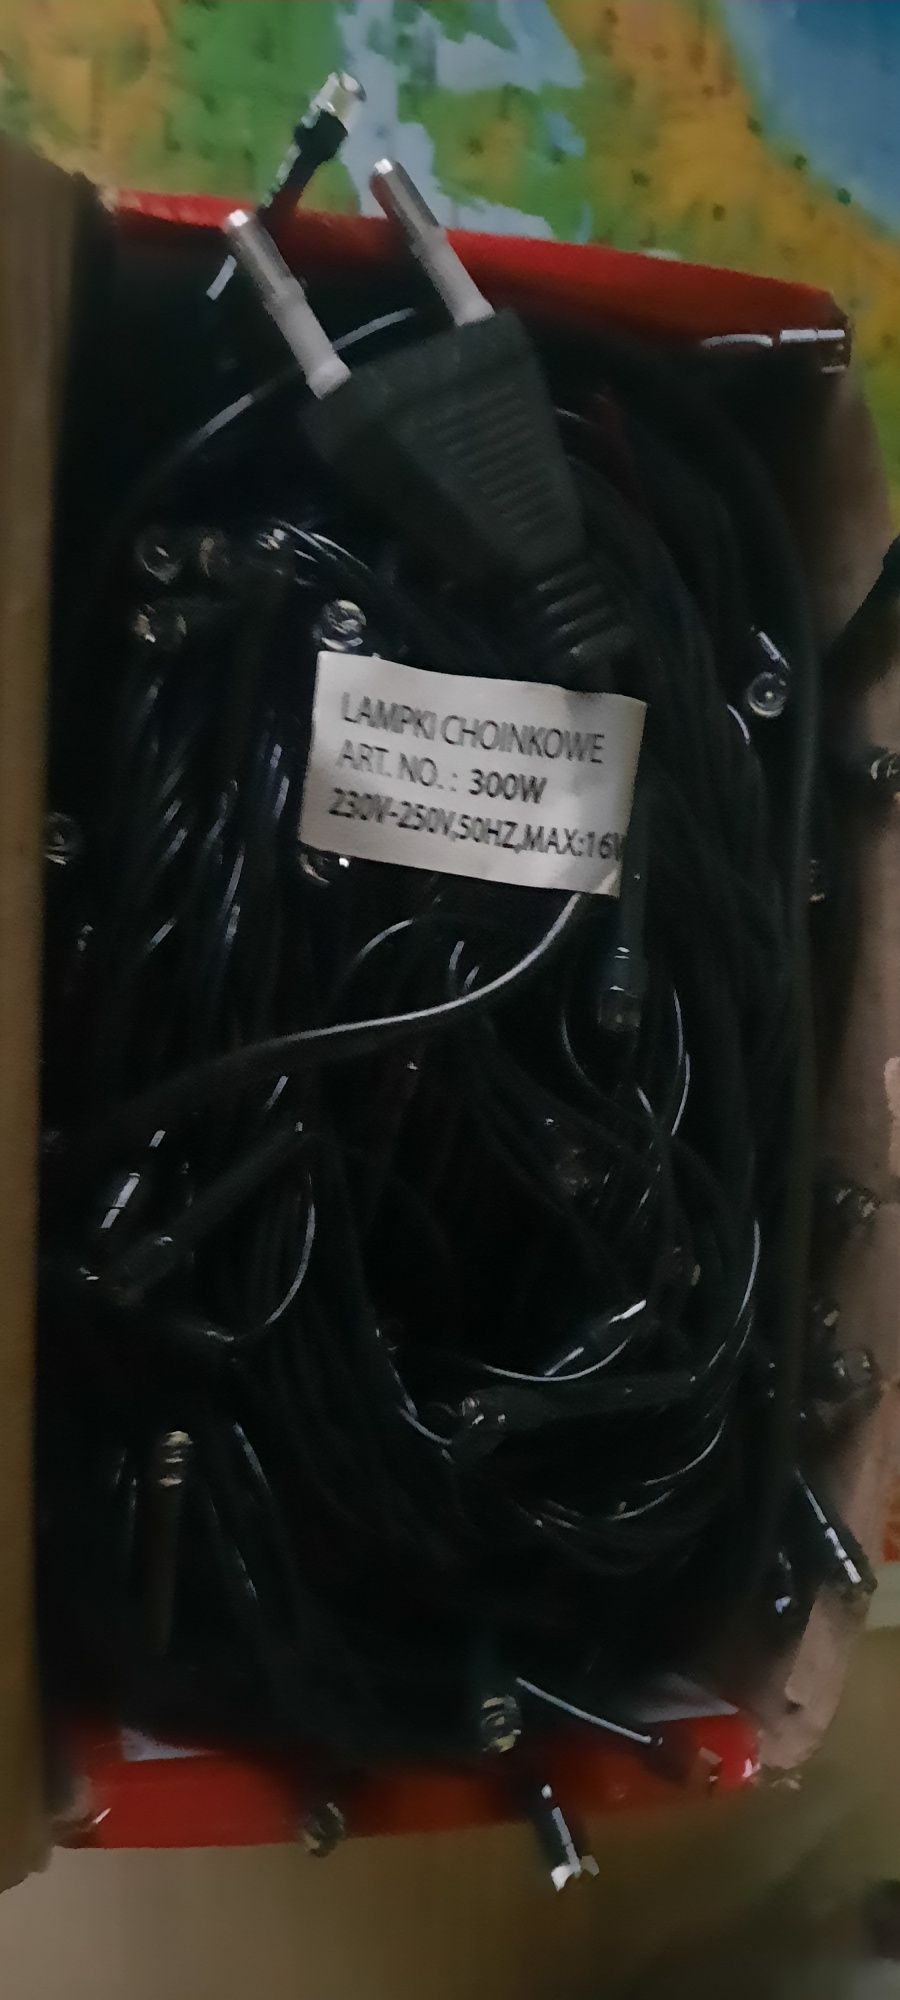 LAMPKI CHOINKOWE
ART. NO. : 300W
230V-250V,50HZ,MAX:16W